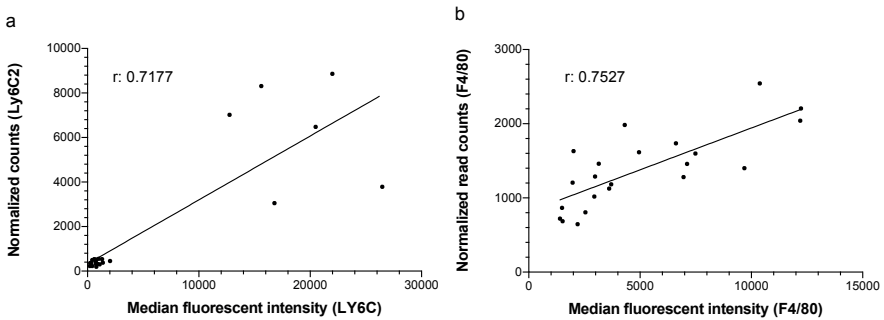 a
r: 0.7177
Normalized counts (Ly6C2)
10000
8000
6000
4000
2000
0
0
10000
20000
30000
Median fluorescent intensity (LY6C)
b
r: 0.7527
Normalized read counts (F4/80)
3000
2000
1000
0
0
5000
10000
15000
Median fluorescent intensity (F4/80)